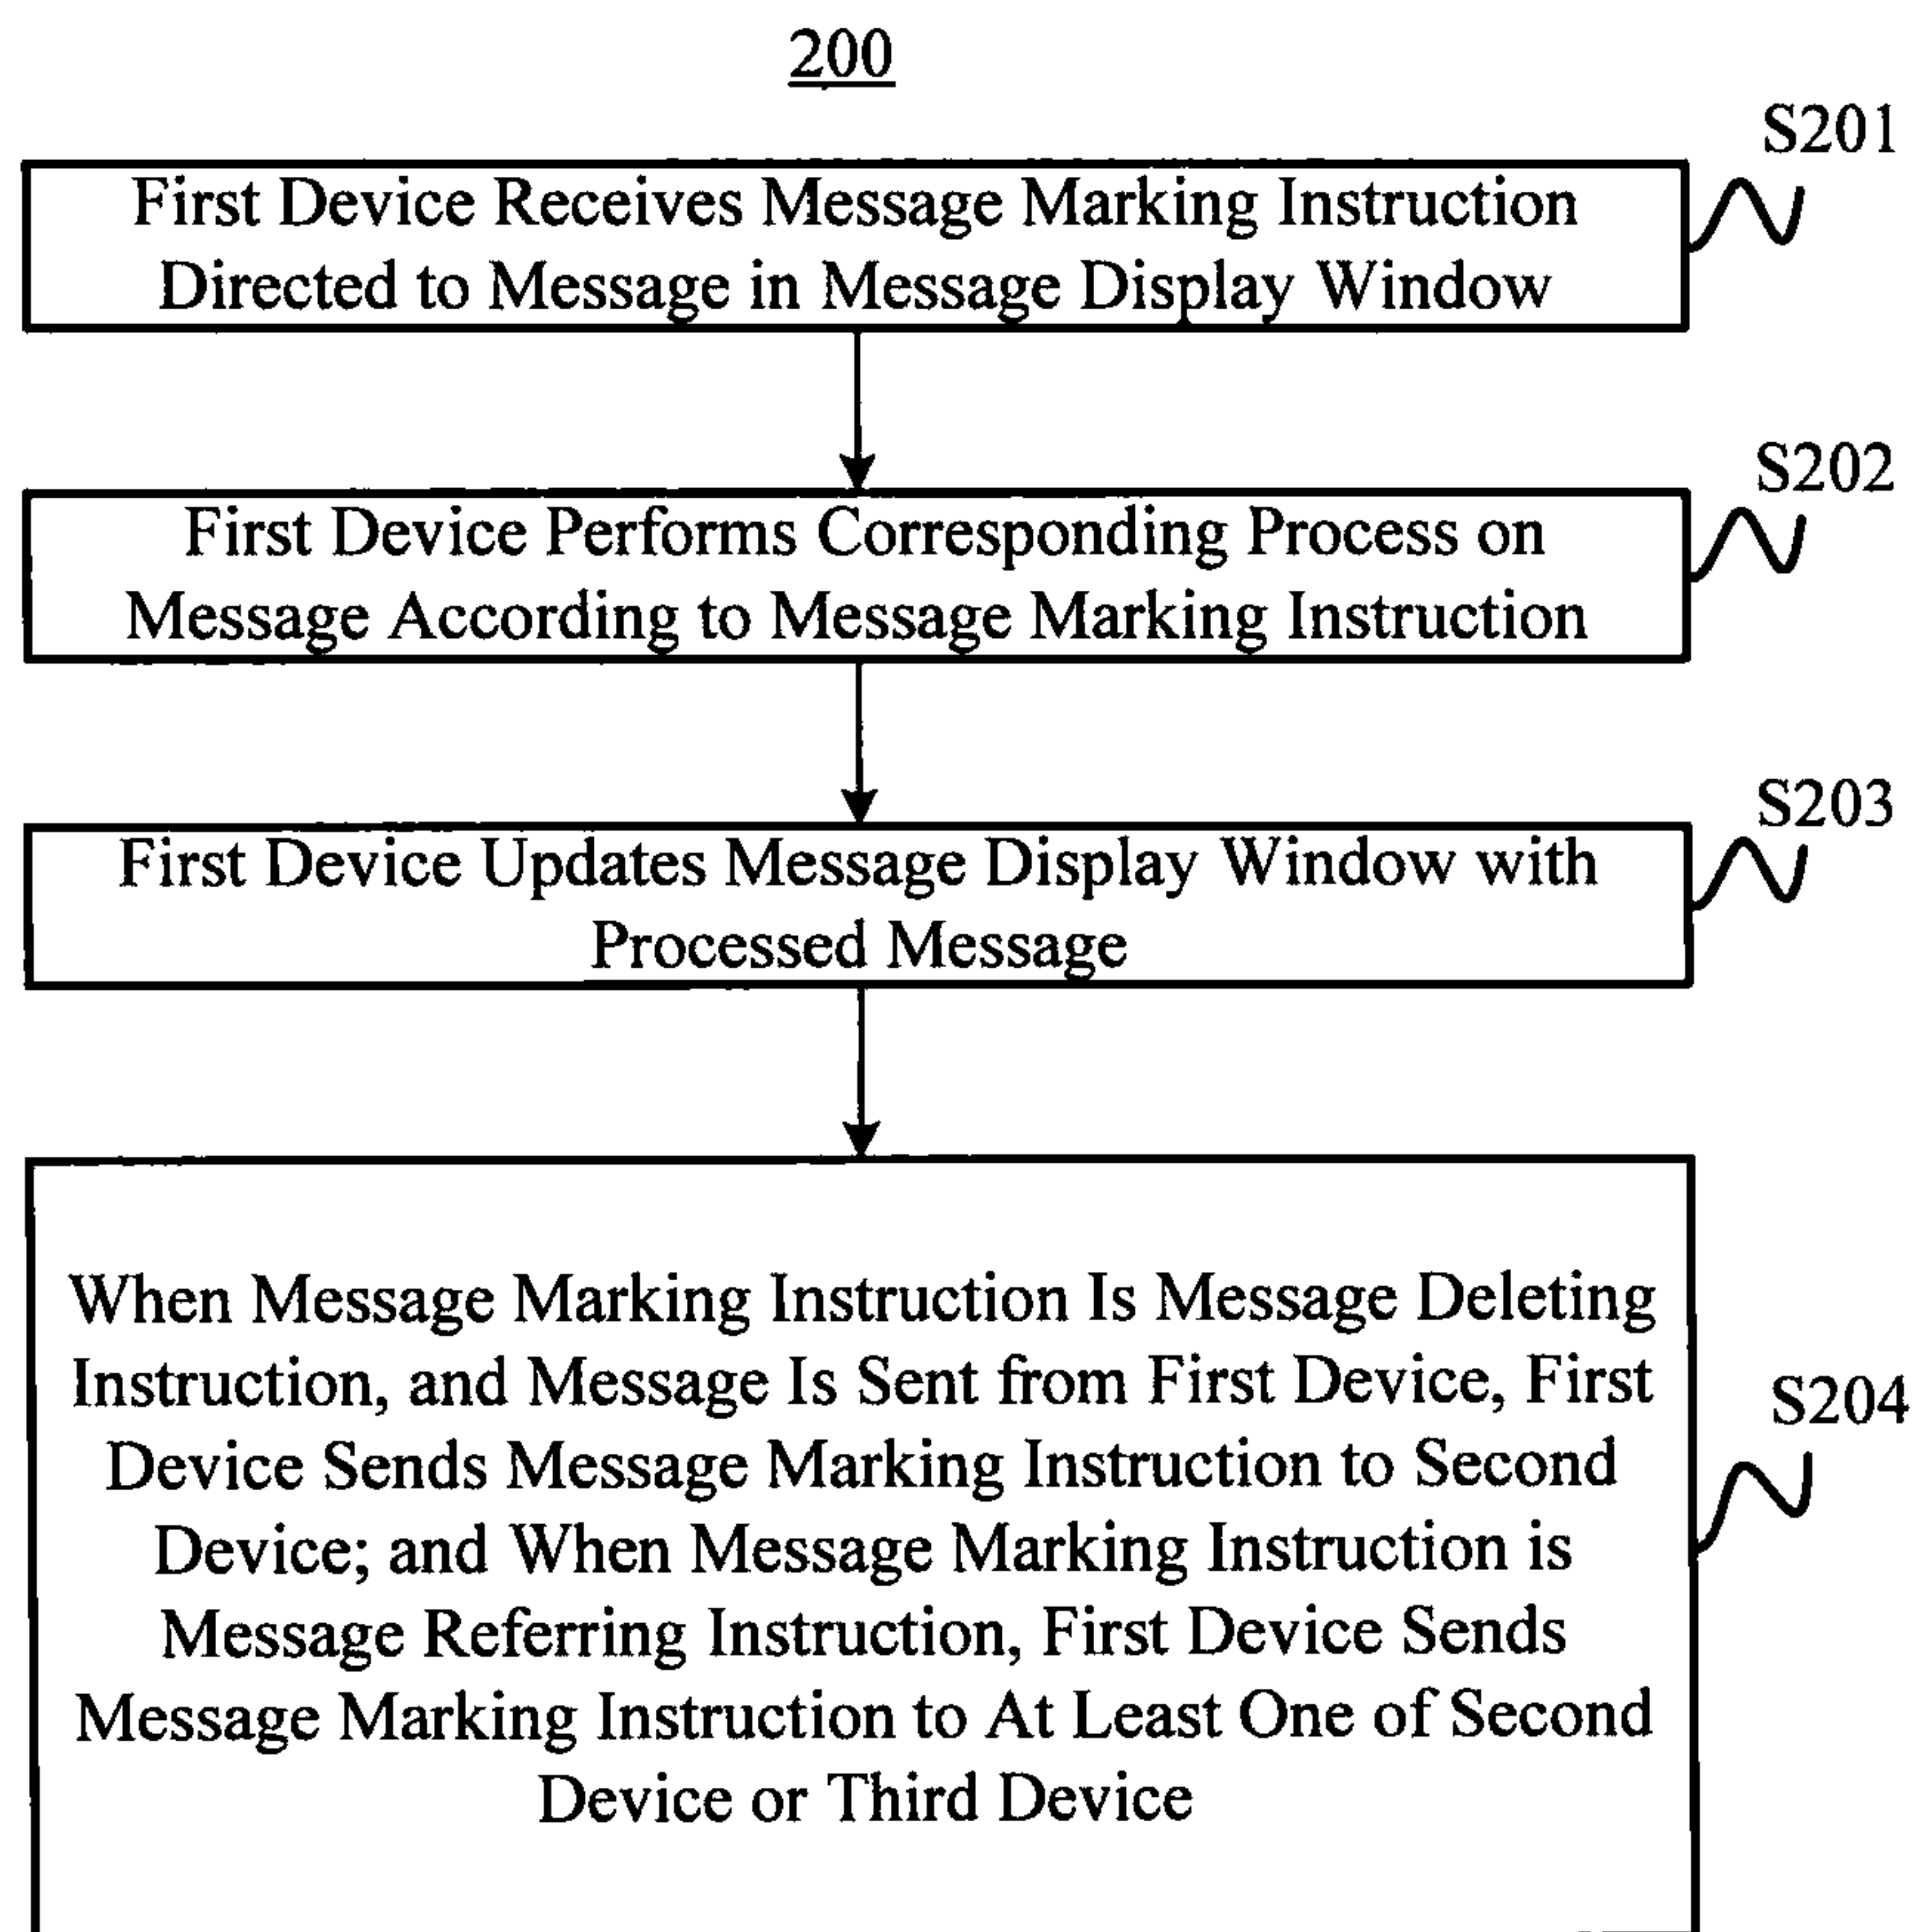 200
S201
First Device Receives Message Marking Instruction
Directed to Message in Message Display Window
S202
First Device Performs Corresponding Process on
Message According to Message Marking Instruction
S203
First Device Updates Message Display Window with
Processed Message
When Message Marking Instruction Is Message Deleting
Instruction, and Message Is Sent from First Device, First
Device Sends Message Marking Instruction to Second
Device; and When Message Marking Instruction is
Message Referring Instruction, First Device Sends
Message Marking Instruction to At Least One of Second
Device or Third Device
S204